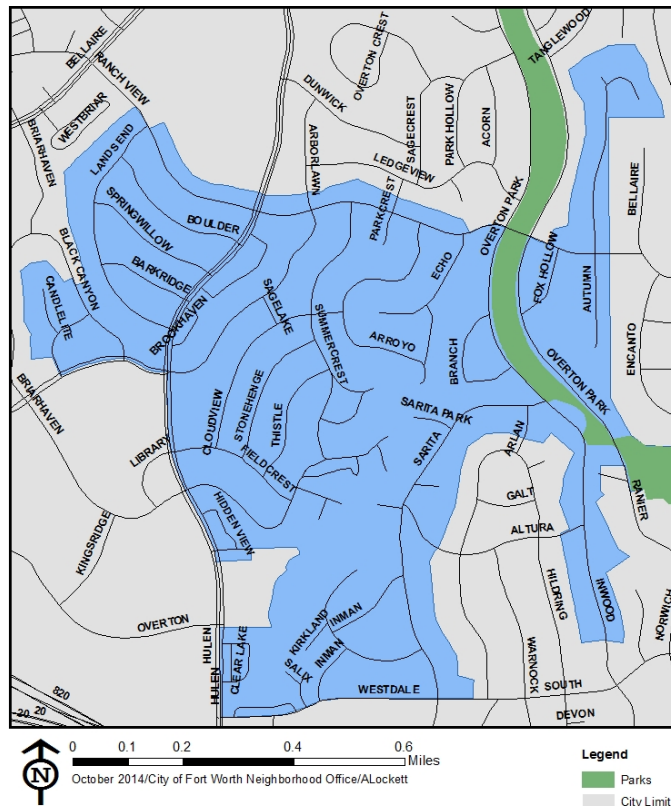 TANGLEWOOD
BELLAIRE
RANCH VIEW
OVERTON CREST
DUNWICK
WESTBRIAR
BRIARHAVEN
LANDSEND
ARBORLAWN
SAGECREST
PARK HOLLOW
ACORN
LEDGEVIEW
BELLAIRE
SPRINGWILLOW
BOULDER
PARKCREST
OVERTON PARK
BLACK CANYON
BARKRIDGE
ECHO
FOX HOLLOW
AUTUMN
CANDLELITE
SAGELAKE
BROOKHAVEN
SUMMERCREST
ARROYO
BRANCH
OVERTON PARK
ENCANTO
BRIARHAVEN
CLOUDVIEW
STONEHENGE
THISTLE
SARITA PARK
SARITA
ARLAN
LIBRARY
FIELDCREST
HIDDEN VIEW
GALT
RANIER
ALTURA
KINGSRIDGE
HILDRING
INWOOD
OVERTON
KIRKLAND
INMAN
NORWICH
HULEN
HULEN
CLEAR LAKE
SALIX
INMAN
WARNOCK
WESTDALE
SOUTH
DEVON
820
20
20
0 0.1 0.2 0.4 0.6
Miles
N
October 2014/City of Fort Worth Neighborhood Office/ALockett
Legend
Parks
City Limit